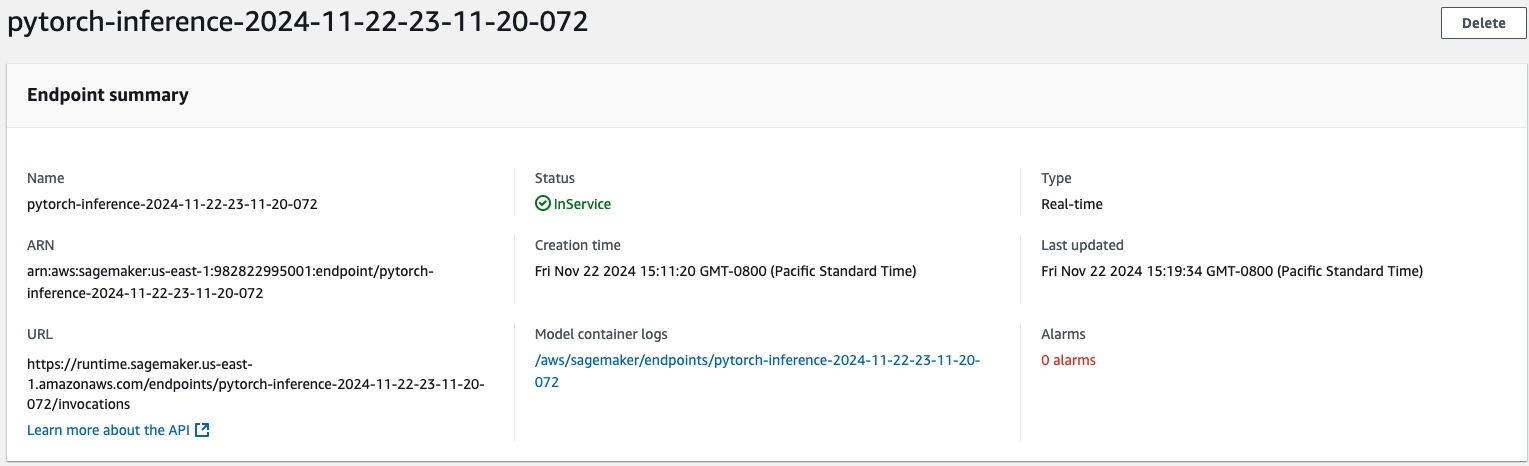 pytorch-inference-2024-11-22-23-11-20-072
Delete
Endpoint summary
Name
pytorch-inference-2024-11-22-23-11-20-072
Status
InService
Type
Real-time
ARN
arn:aws:sagemaker:us-east-1:982822995001:endpoint/pytorch-
inference-2024-11-22-23-11-20-072
Creation time
Fri Nov 22 2024 15:11:20 GMT-0800 (Pacific Standard Time)
Last updated
Fri Nov 22 2024 15:19:34 GMT-0800 (Pacific Standard Time)
URL
https://runtime.sagemaker.us-east-
1.amazonaws.com/endpoints/pytorch-inference-2024-11-22-23-11-20-
072/invocations
Learn more about the API
Model container logs
/aws/sagemaker/endpoints/pytorch-inference-2024-11-22-23-11-20-
072
Alarms
0 alarms